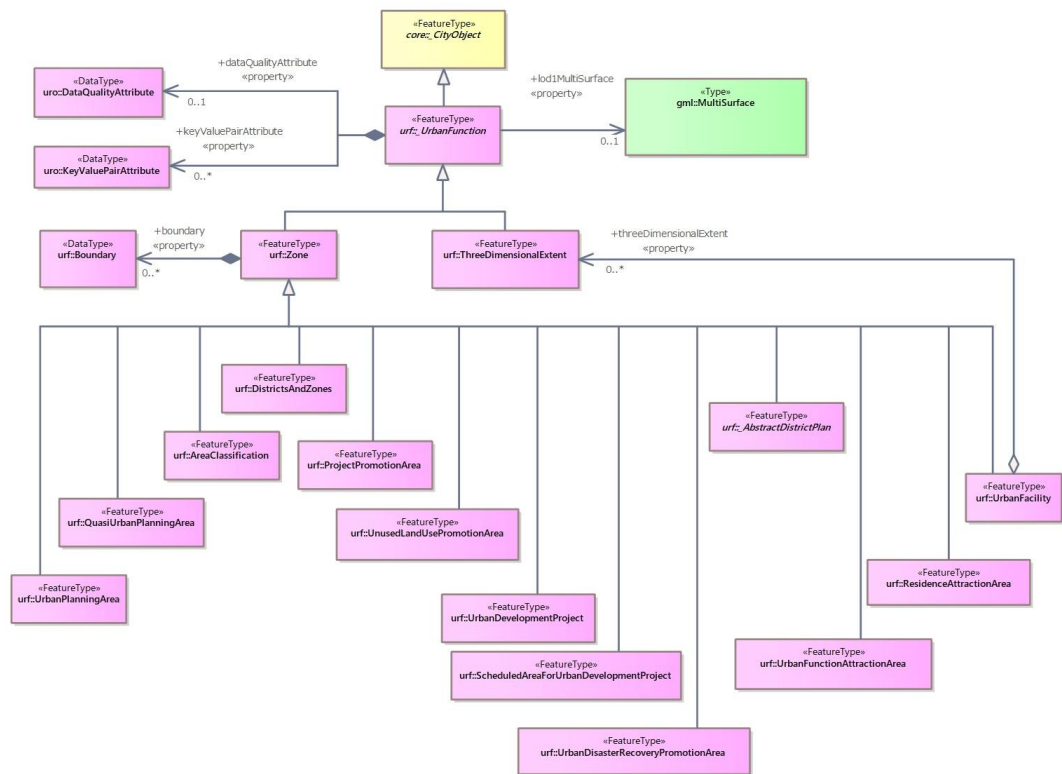 «FeatureType»
core::_CityObject
+dataQualityAttribute
«property»
0..1
«DataType»
uro::DataQualityAttribute
+lod1MultiSurface
«property»
0..1
«Type»
gml::MultiSurface
«FeatureType»
urf::_UrbanFunction
+keyValuePairAttribute
«property»
0..*
«DataType»
uro::KeyValuePairAttribute
«DataType»
urf::Boundary
+boundary
«property»
0..*
«FeatureType»
urf::Zone
«FeatureType»
urf::ThreeDimensionalExtent
+threeDimensionalExtent
«property»
0..*
«FeatureType»
urf::DistrictsAndZones
«FeatureType»
urf::_AbstractDistrictPlan
«FeatureType»
urf::AreaClassification
«FeatureType»
urf::ProjectPromotionArea
«FeatureType»
urf::UrbanFacility
«FeatureType»
urf::QuasiUrbanPlanningArea
«FeatureType»
urf::UnusedLandUsePromotionArea
«FeatureType»
urf::ResidenceAttractionArea
«FeatureType»
urf::UrbanPlanningArea
«FeatureType»
urf::UrbanDevelopmentProject
«FeatureType»
urf::UrbanFunctionAttractionArea
«FeatureType»
urf::ScheduledAreaForUrbanDevelopmentProject
«FeatureType»
urf::UrbanDisasterRecoveryPromotionArea